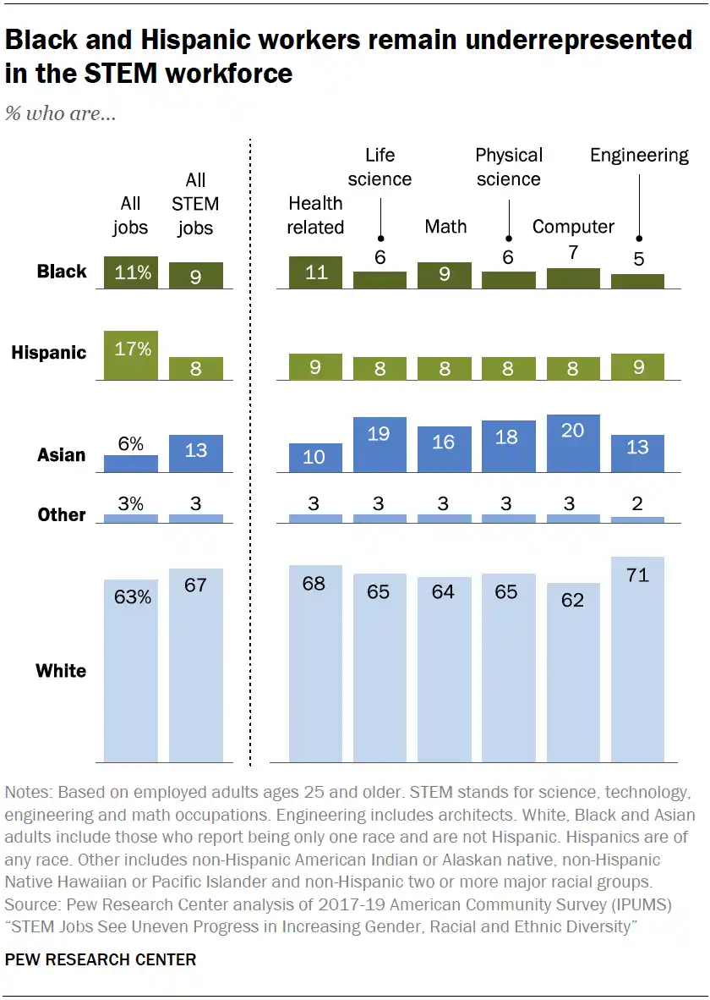 Black and Hispanic workers remain underrepresented
in the STEM workforce
% who are...
All
jobs
All
STEM
jobs
Health
related
Life
science
Math
Physical
science
Computer
Engineering
Black
11%
9
11
6
9
6
7
5
Hispanic
17%
8
9
8
8
8
8
9
Asian
6%
13
10
19
16
18
20
13
Other
3%
3
3
3
3
3
3
2
White
63%
67
68
65
64
65
62
71
Notes: Based on employed adults ages 25 and older. STEM stands for science, technology,
engineering and math occupations. Engineering includes architects. White, Black and Asian
adults include those who report being only one race and are not Hispanic. Hispanics are of
any race. Other includes non-Hispanic American Indian or Alaskan native, non-Hispanic
Native Hawaiian or Pacific Islander and non-Hispanic two or more major racial groups.
Source: Pew Research Center analysis of 2017-19 American Community Survey (IPUMS)
“STEM Jobs See Uneven Progress in Increasing Gender, Racial and Ethnic Diversity”
PEW RESEARCH CENTER